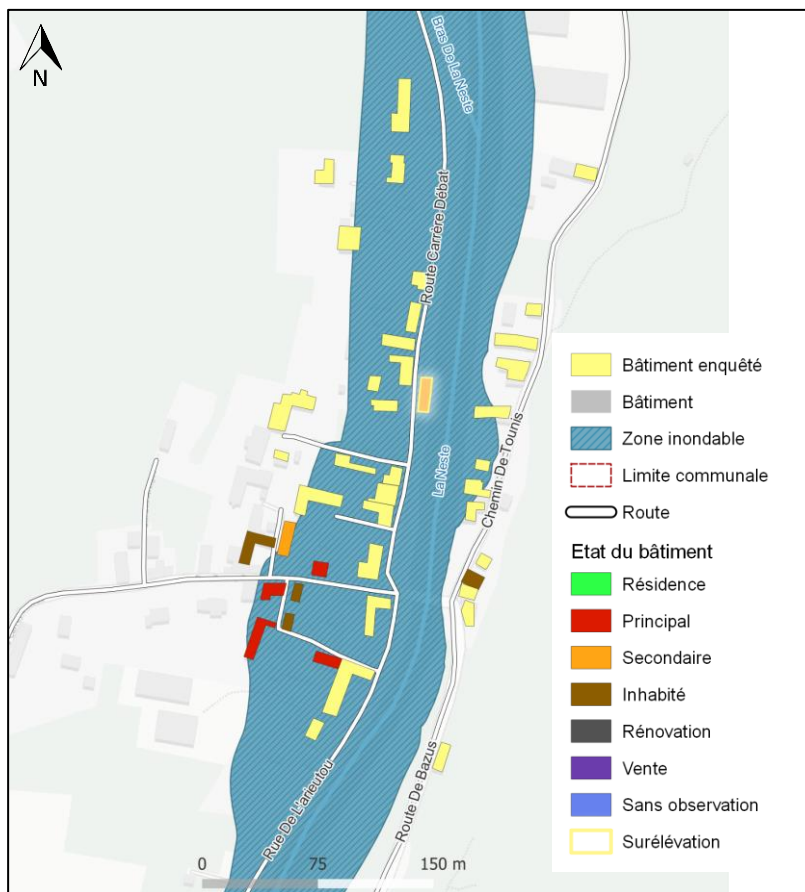 N
Bras De La Neste
Route Carrère Débat
La Neste
Chemin De Tounis
Route De Bazus
Rue De L'arieutou
Bâtiment enquêté
Bâtiment
Zone inondable
Limite communale
Route
Etat du bâtiment
Résidence
Principal
Secondaire
Inhabité
Rénovation
Vente
Sans observation
Surélévation
0 75 150 m